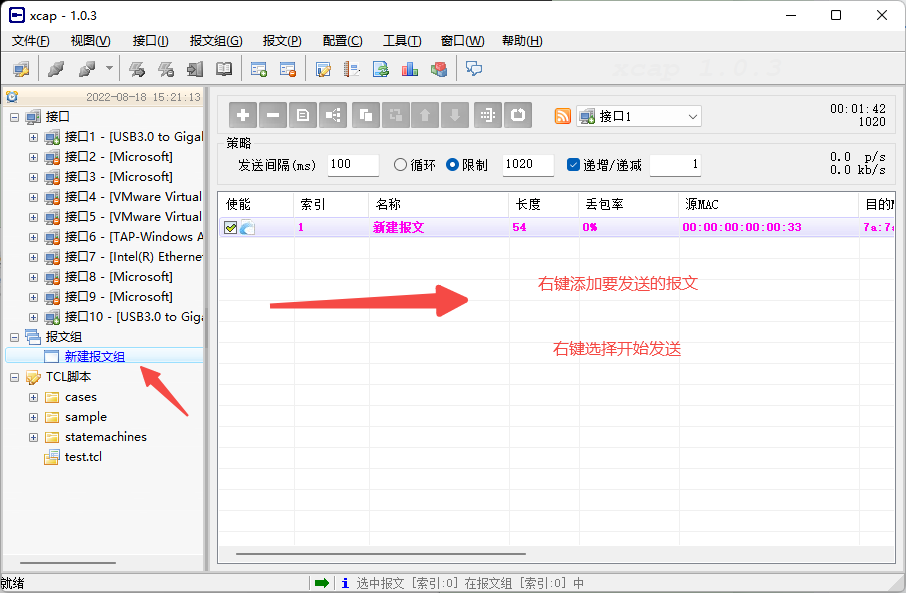 xcap - 1.0.3
文件(F) 视图(V) 接口(I) 报文组(G) 报文(P) 配置(C) 工具(T) 窗口(W) 帮助(H)
xcap 1.0.3
2022-08-18 15:21:13
接口
接口1 - [USB3.0 to Gigal
接口2 - [Microsoft]
接口3 - [Microsoft]
接口4 - [VMware Virtual
接口5 - [VMware Virtual
接口6 - [TAP-Windows A
接口7 - [Intel(R) Etherne
接口8 - [Microsoft]
接口9 - [Microsoft]
接口10 - [USB3.0 to Giga
报文组
新建报文组
TCL脚本
cases
sample
statemachines
test.tcl
接口1
00:01:42
1020
策略
发送间隔(ms) 100 循环 限制 1020 递增/递减 1
0.0 p/s
0.0 kb/s
使能 索引 名称 长度 丢包率 源MAC 目的M
1 新建报文 54 0% 00:00:00:00:00:33 7a:7a
右键添加要发送的报文
右键选择开始发送
就绪 选中报文 [索引:0] 在报文组 [索引:0] 中